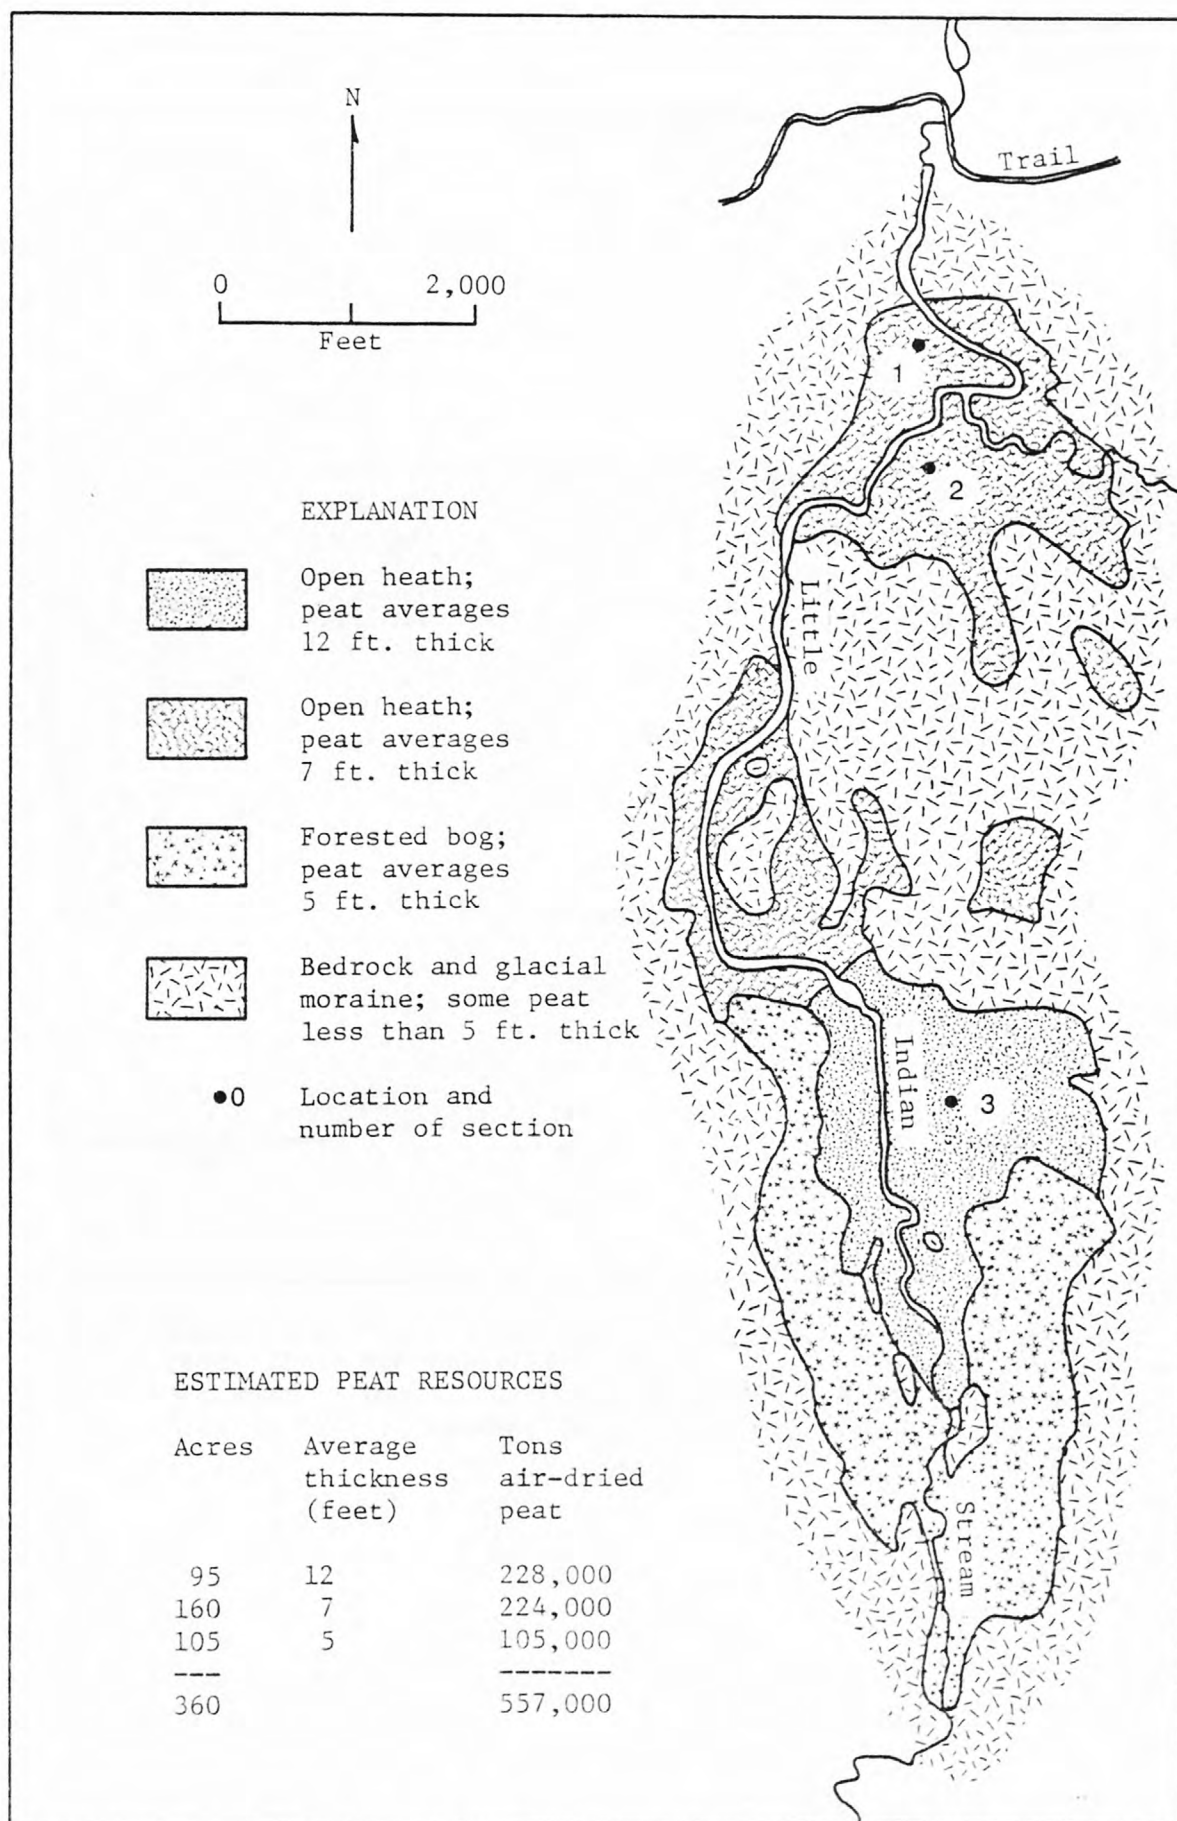 N
Trail
0 2,000
Feet
1
2
EXPLANATION
Open heath;
peat averages
12 ft. thick
Open heath;
peat averages
7 ft. thick
Forested bog;
peat averages
5 ft. thick
Bedrock and glacial
moraine; some peat
less than 5 ft. thick
●0 Location and
number of section
Little
Indian
3
Stream
ESTIMATED PEAT RESOURCES
Acres Average Tons
thickness air-dried
(feet) peat
95 12 228,000
160 7 224,000
105 5 105,000
--- -------
360 557,000